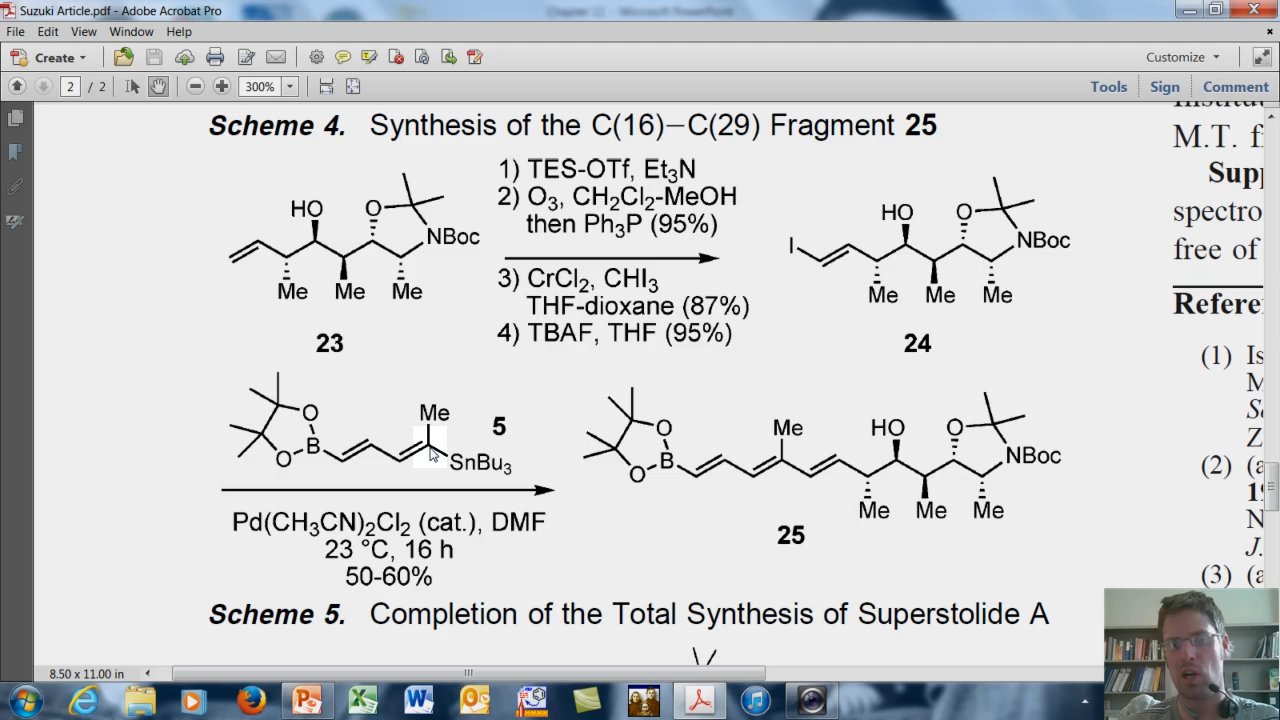 Suzuki Article.pdf - Adobe Acrobat Pro
File Edit View Window Help
Create Customize
2 / 2 300% Tools Sign Comment
Scheme 4. Synthesis of the C(16)−C(29) Fragment 25
1) TES-OTf, Et3N
2) O3, CH2Cl2-MeOH
then Ph3P (95%)
3) CrCl2, CHI3
THF-dioxane (87%)
4) TBAF, THF (95%)
HO O NBoc
Me Me Me
23
HO O NBoc
I
Me Me Me
24
O B O Me SnBu3 5
Pd(CH3CN)2Cl2 (cat.), DMF
23 °C, 16 h
50-60%
O B O Me HO O NBoc
Me Me Me
25
Scheme 5. Completion of the Total Synthesis of Superstolide A
M.T. f
Sup
spectro
free of
Refere
(1) Is
M
S
Z
(2) (a
19
N
J.
(3) (a
8.50 x 11.00 in